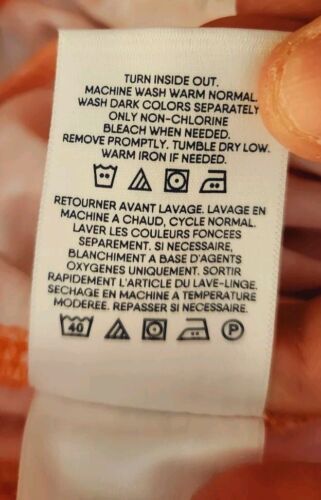 TURN INSIDE OUT.
MACHINE WASH WARM NORMAL.
WASH DARK COLORS SEPARATELY
ONLY NON-CHLORINE
BLEACH WHEN NEEDED.
REMOVE PROMPTLY. TUMBLE DRY LOW.
WARM IRON IF NEEDED.
RETOURNER AVANT LAVAGE. LAVAGE EN
MACHINE A CHAUD, CYCLE NORMAL.
LAVER LES COULEURS FONCEES
SEPAREMENT. SI NECESSAIRE,
BLANCHIMENT A BASE D'AGENTS
OXYGENES UNIQUEMENT. SORTIR
RAPIDEMENT L'ARTICLE DU LAVE-LINGE.
SECHAGE EN MACHINE A TEMPERATURE
MODEREE. REPASSER SI NECESSAIRE.
40 P